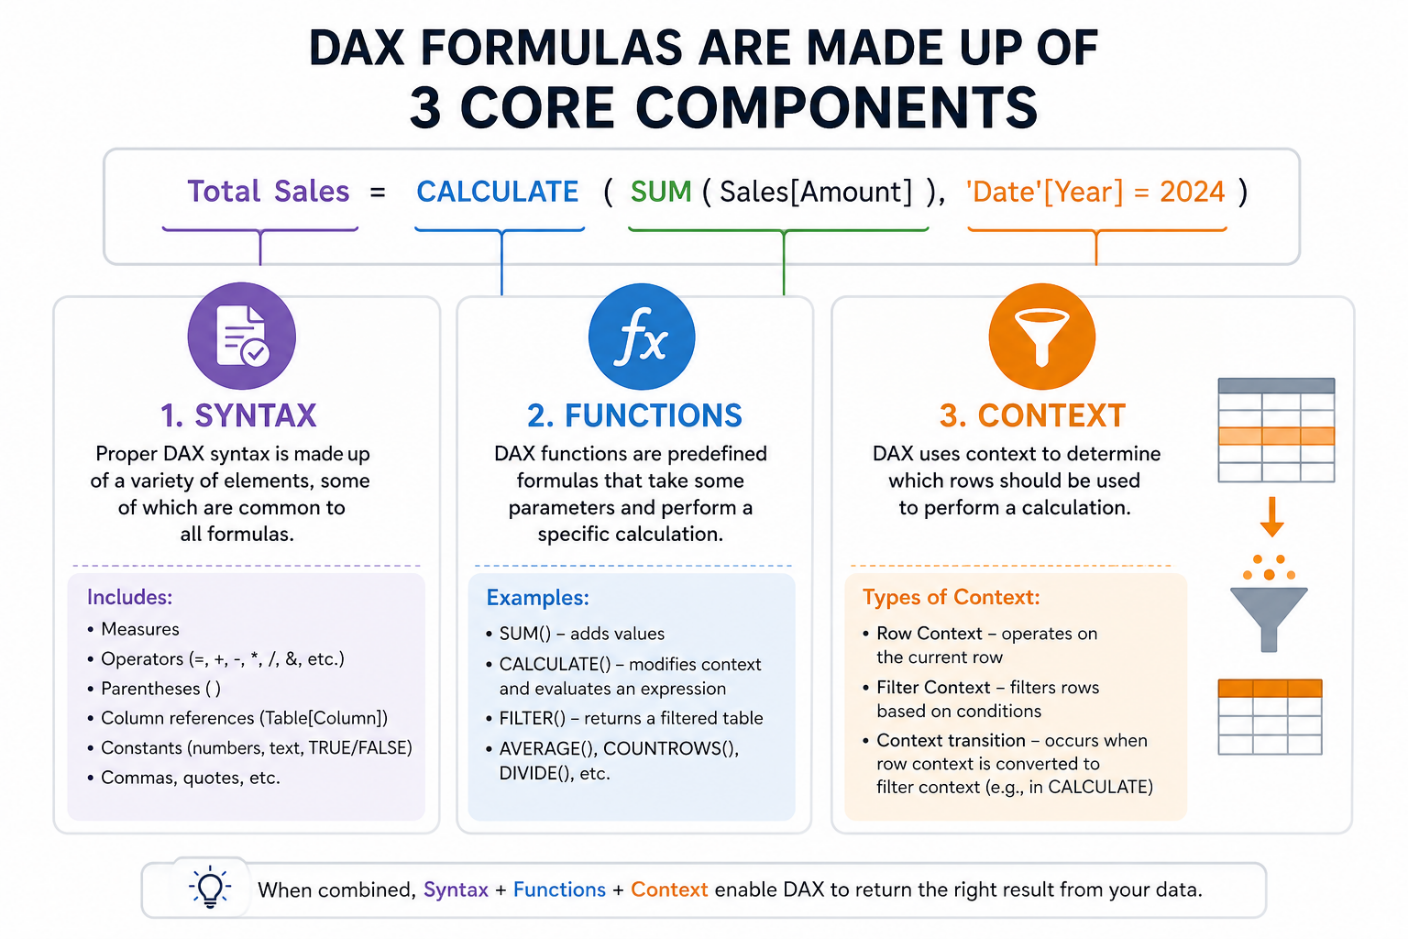 DAX FORMULAS ARE MADE UP OF
3 CORE COMPONENTS
Total Sales = CALCULATE ( SUM ( Sales[Amount] ), 'Date'[Year] = 2024 )
fx
1. SYNTAX
Proper DAX syntax is made up
of a variety of elements, some
of which are common to
all formulas.
Includes:
• Measures
• Operators (=, +, -, *, /, &, etc.)
• Parentheses ( )
• Column references (Table[Column])
• Constants (numbers, text, TRUE/FALSE)
• Commas, quotes, etc.
2. FUNCTIONS
DAX functions are predefined
formulas that take some
parameters and perform a
specific calculation.
Examples:
• SUM() – adds values
• CALCULATE() – modifies context
and evaluates an expression
• FILTER() – returns a filtered table
• AVERAGE(), COUNTROWS(),
DIVIDE(), etc.
3. CONTEXT
DAX uses context to determine
which rows should be used
to perform a calculation.
Types of Context:
• Row Context – operates on
the current row
• Filter Context – filters rows
based on conditions
• Context transition – occurs when
row context is converted to
filter context (e.g., in CALCULATE)
When combined, Syntax + Functions + Context enable DAX to return the right result from your data.